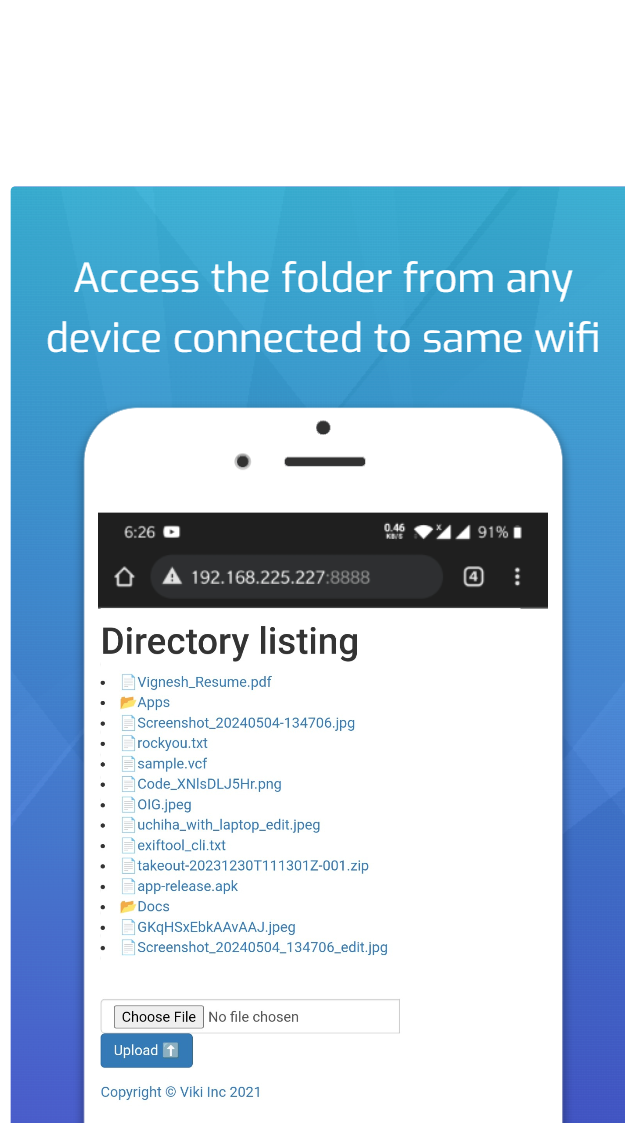 Access the folder from any
device connected to same wifi
6:26 0.46 KB/S x 91%
192.168.225.227:8888 4
Directory listing
Vignesh_Resume.pdf
Apps
Screenshot_20240504-134706.jpg
rockyou.txt
sample.vcf
Code_XNlsDLJ5Hr.png
OIG.jpeg
uchiha_with_laptop_edit.jpeg
exiftool_cli.txt
takeout-20231230T111301Z-001.zip
app-release.apk
Docs
GKqHSxEbkAAvAAJ.jpeg
Screenshot_20240504_134706_edit.jpg
Choose File No file chosen
Upload
Copyright © Viki Inc 2021